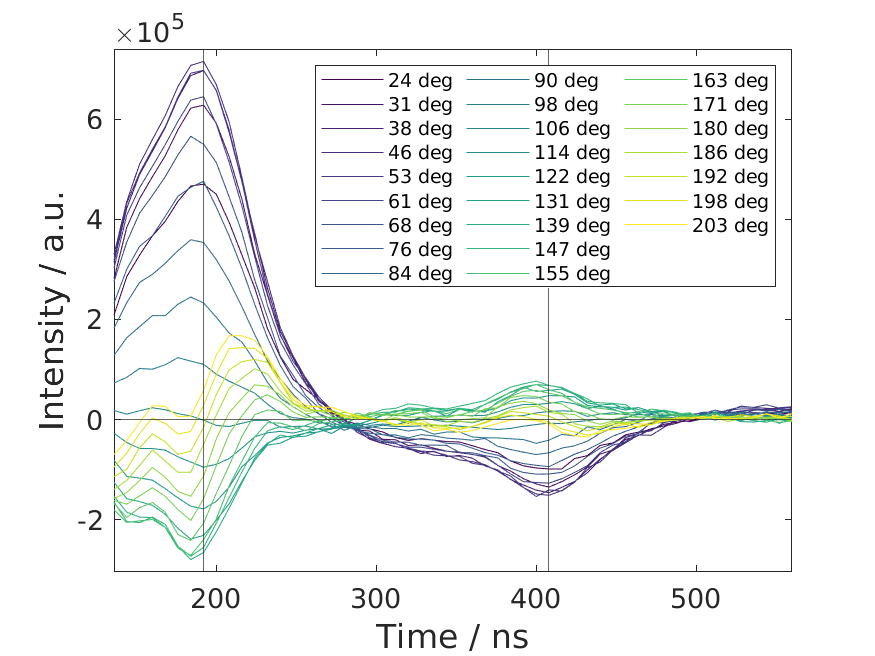 ×10⁵
6
4
2
0
-2
Intensity / a.u.
24 deg 90 deg 163 deg
31 deg 98 deg 171 deg
38 deg 106 deg 180 deg
46 deg 114 deg 186 deg
53 deg 122 deg 192 deg
61 deg 131 deg 198 deg
68 deg 139 deg 203 deg
76 deg 147 deg
84 deg 155 deg
200 300 400 500
Time / ns